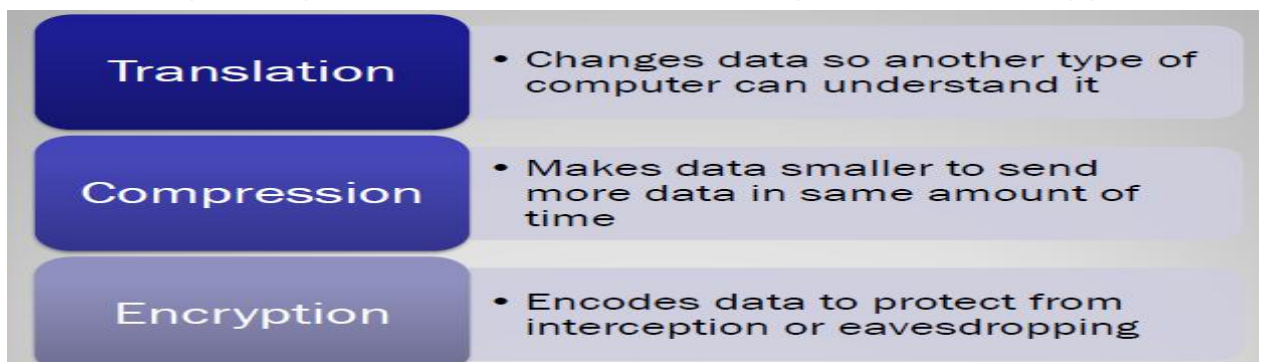 Translation
• Changes data so another type of
computer can understand it
Compression
• Makes data smaller to send
more data in same amount of
time
Encryption
• Encodes data to protect from
interception or eavesdropping